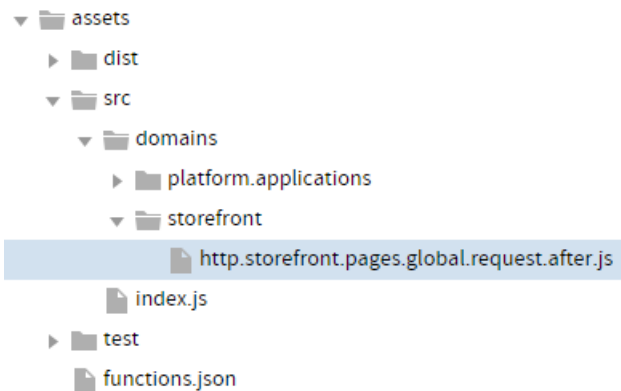 assets
dist
src
domains
platform.applications
storefront
http.storefront.pages.global.request.after.js
index.js
test
functions.json